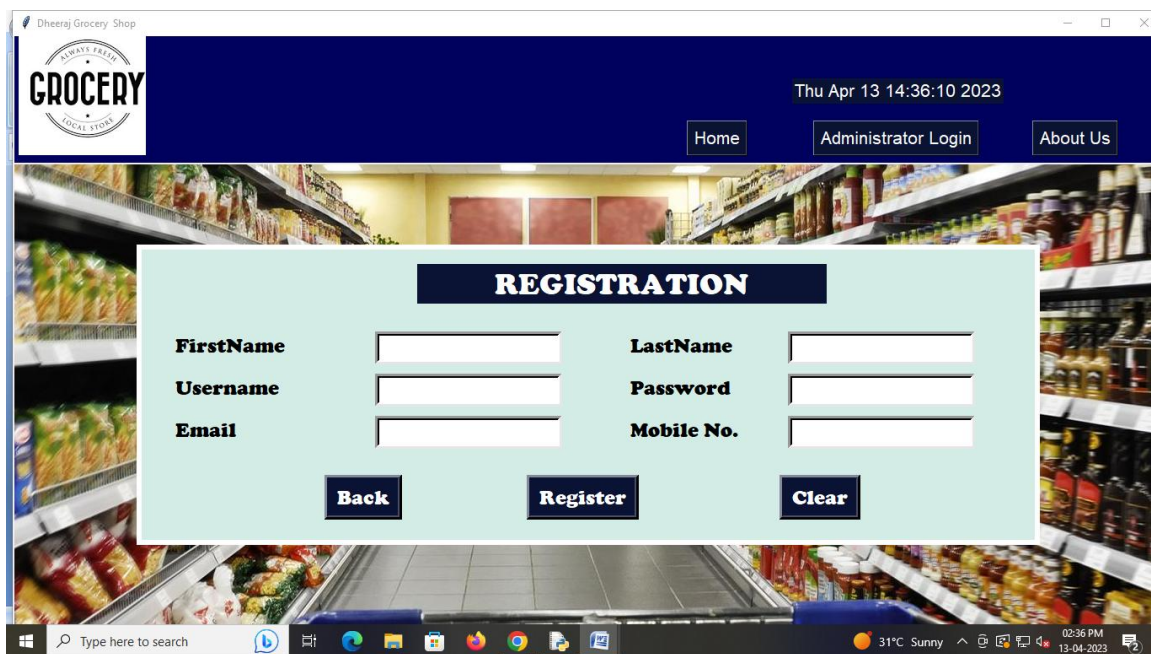 Dheeraj Grocery Shop
ALWAYS FRESH
GROCERY
LOCAL STORE
Thu Apr 13 14:36:10 2023
Home
Administrator Login
About Us
REGISTRATION
FirstName
LastName
Username
Password
Email
Mobile No.
Back
Register
Clear
Type here to search
31°C Sunny
02:36 PM
13-04-2023
2